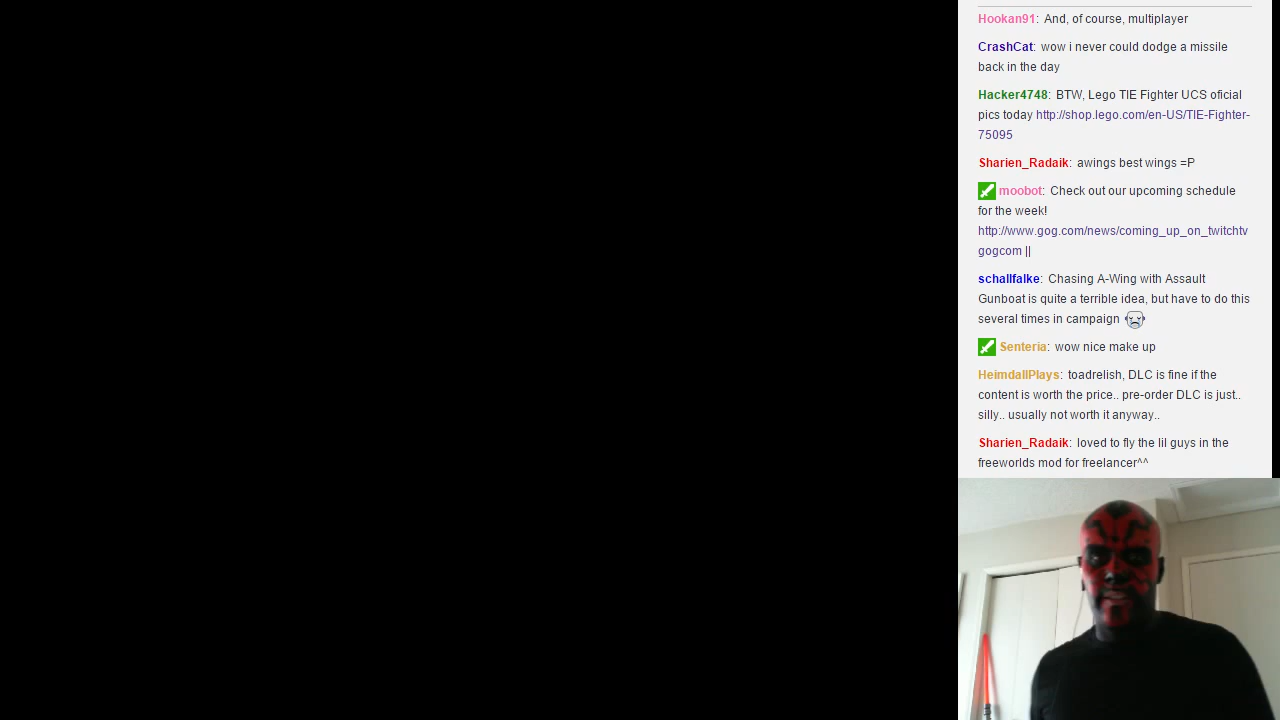 Hookan91: And, of course, multiplayer
CrashCat: wow i never could dodge a missile
back in the day
Hacker4748: BTW, Lego TIE Fighter UCS oficial
pics today http://shop.lego.com/en-US/TIE-Fighter-
75095
Sharien_Radaik: awings best wings =P
moobot: Check out our upcoming schedule
for the week!
http://www.gog.com/news/coming_up_on_twitchtv
gogcom ||
schallfalke: Chasing A-Wing with Assault
Gunboat is quite a terrible idea, but have to do this
several times in campaign
Senteria: wow nice make up
HeimdallPlays: toadrelish, DLC is fine if the
content is worth the price.. pre-order DLC is just..
silly.. usually not worth it anyway..
Sharien_Radaik: loved to fly the lil guys in the
freeworlds mod for freelancer^^